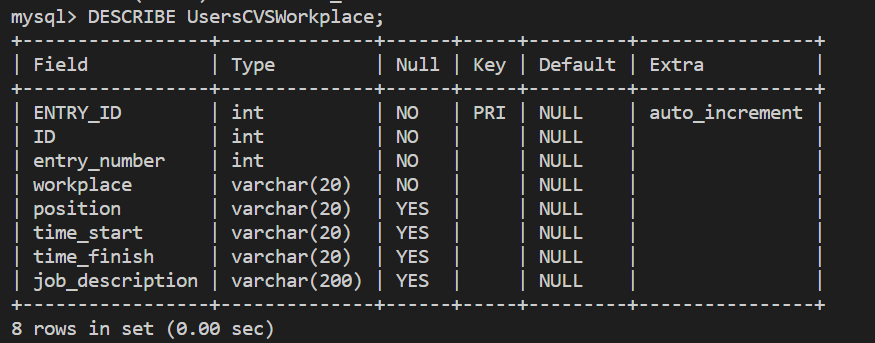 mysql> DESCRIBE UsersCVSWorkplace;
+-----------------+--------------+------+-----+---------+----------------+
| Field           | Type         | Null | Key | Default | Extra          |
+-----------------+--------------+------+-----+---------+----------------+
| ENTRY_ID        | int          | NO   | PRI | NULL    | auto_increment |
| ID              | int          | NO   |     | NULL    |                |
| entry_number    | int          | NO   |     | NULL    |                |
| workplace       | varchar(20)  | NO   |     | NULL    |                |
| position        | varchar(20)  | YES  |     | NULL    |                |
| time_start      | varchar(20)  | YES  |     | NULL    |                |
| time_finish     | varchar(20)  | YES  |     | NULL    |                |
| job_description | varchar(200) | YES  |     | NULL    |                |
+-----------------+--------------+------+-----+---------+----------------+
8 rows in set (0.00 sec)